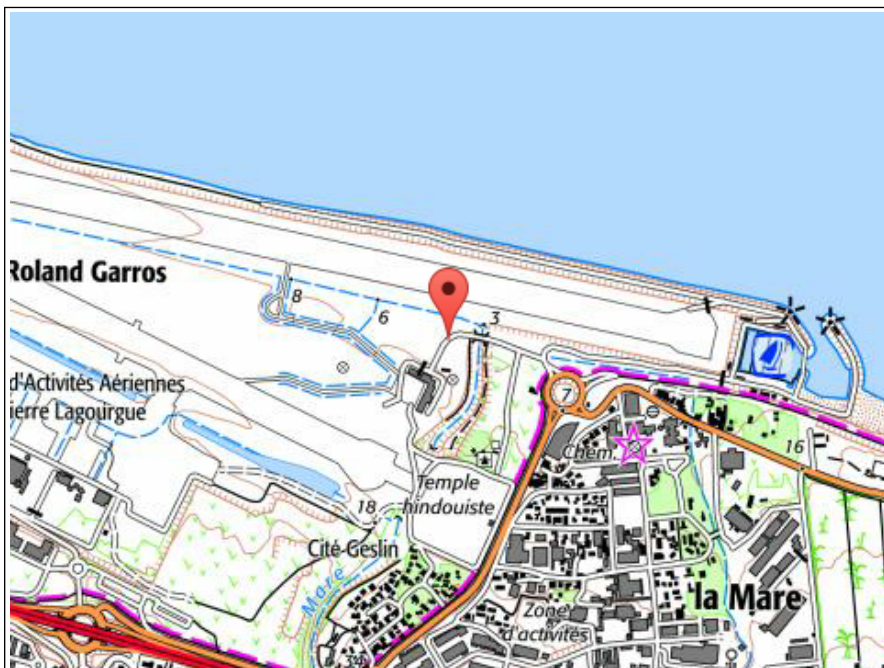 Roland Garros
8
6
3
d'Activités Aériennes
ierre Lagourgue
7
Chem.
16
Temple
hindouiste
18
Cité-Geslin
Mare
la Mare
Zone
d'activités
34